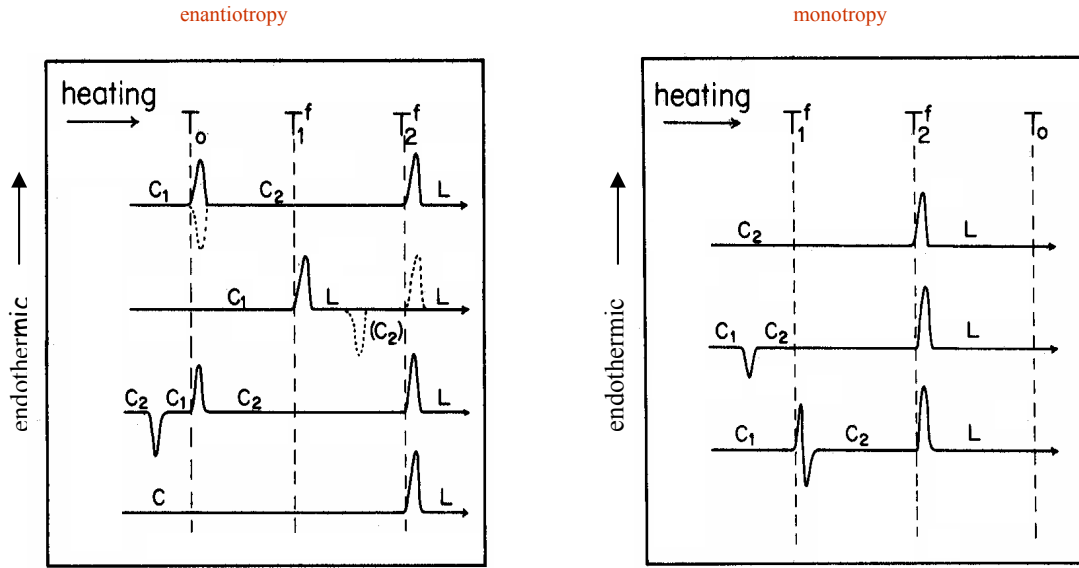 enantiotropy
heating
T₀ T₁ᶠ T₂ᶠ
C₁ C₂ L
C₁ L (C₂) L
C₂ C₁ C₂ L
C L
endothermic
monotropy
heating
T₁ᶠ T₂ᶠ T₀
C₂ L
C₁ C₂ L
C₁ C₂ L
endothermic